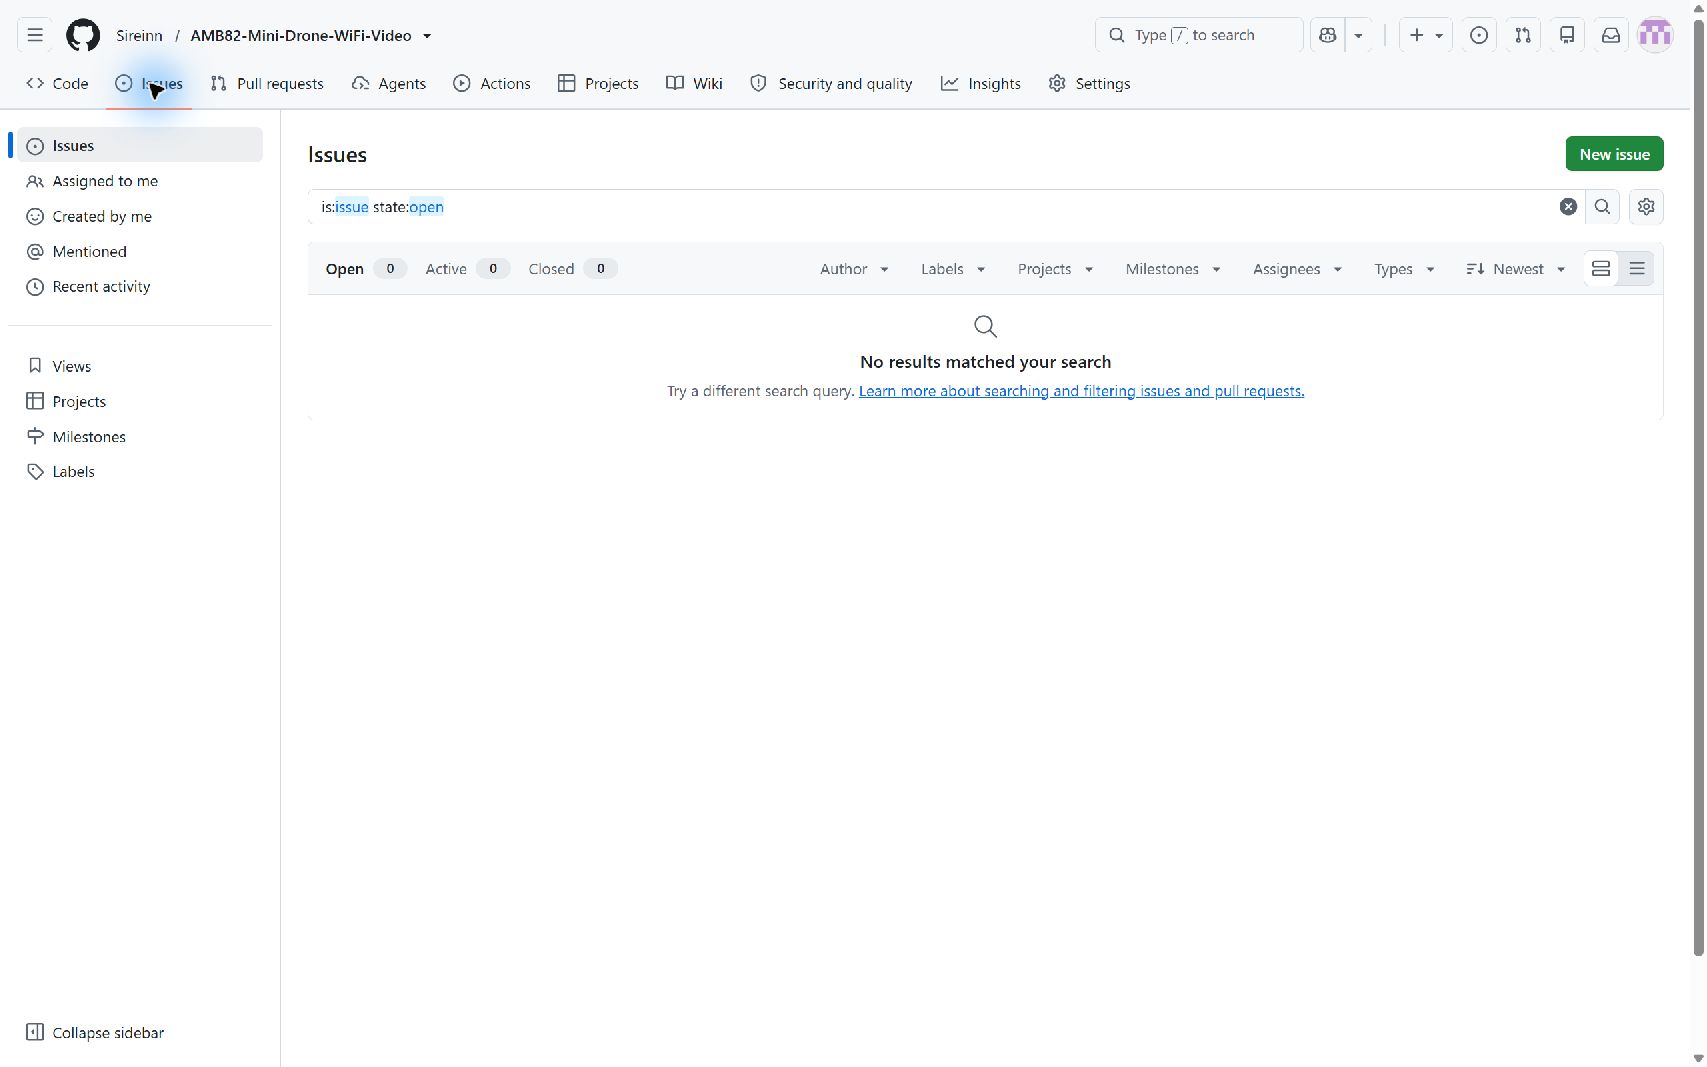 Sireinn / AMB82-Mini-Drone-WiFi-Video
Type / to search
Code Issues Pull requests Agents Actions Projects Wiki Security and quality Insights Settings
Issues
Assigned to me
Created by me
Mentioned
Recent activity
Views
Projects
Milestones
Labels
Collapse sidebar
Issues
New issue
is:issue state:open
Open 0 Active 0 Closed 0 Author Labels Projects Milestones Assignees Types Newest
No results matched your search
Try a different search query. Learn more about searching and filtering issues and pull requests.